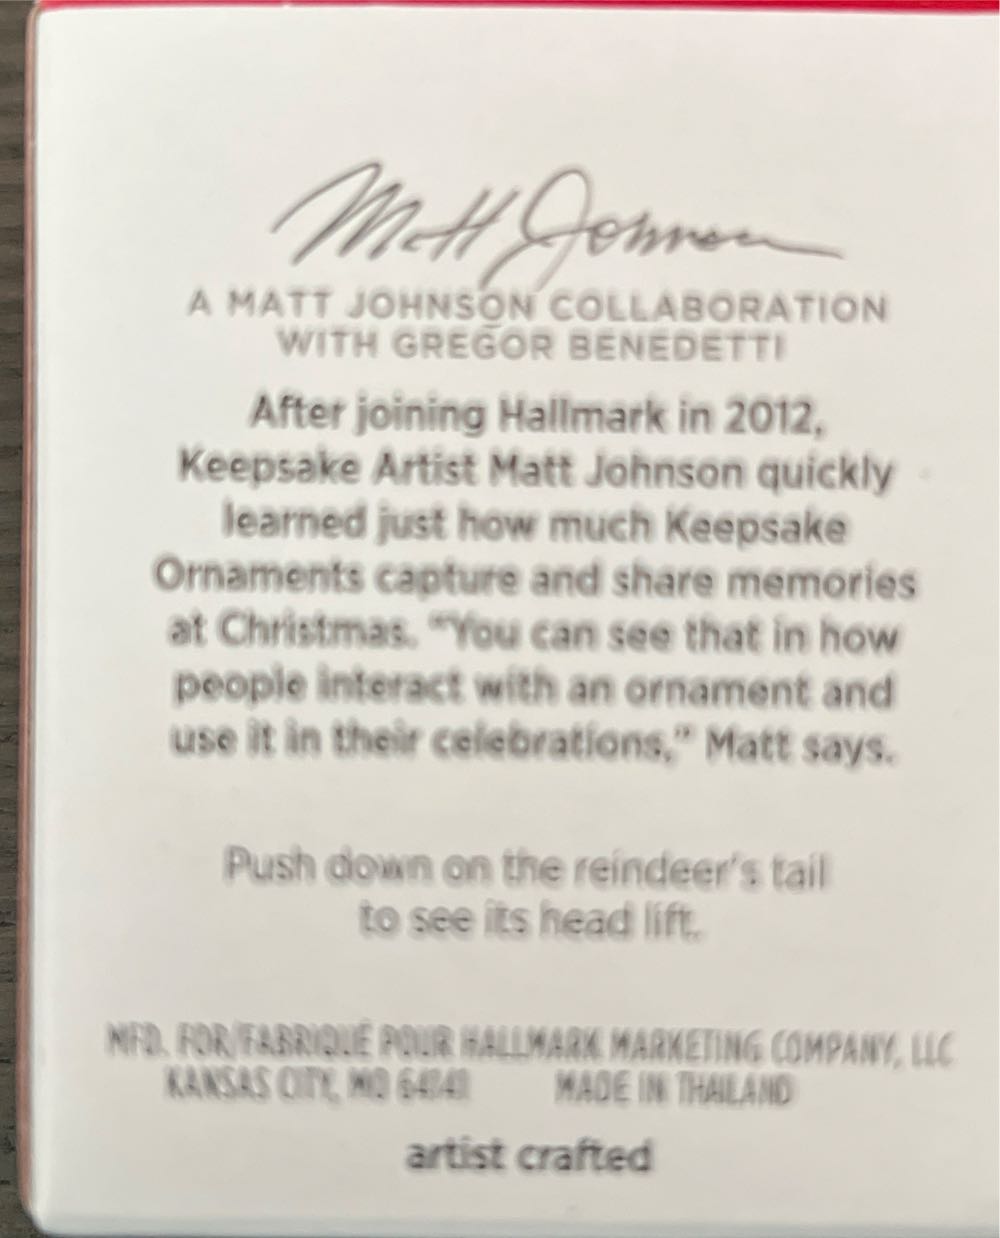 Matt Johnson
A MATT JOHNSON COLLABORATION
WITH GREGOR BENEDETTI
After joining Hallmark in 2012,
Keepsake Artist Matt Johnson quickly
learned just how much Keepsake
Ornaments capture and share memories
at Christmas. “You can see that in how
people interact with an ornament and
use it in their celebrations,” Matt says.
Push down on the reindeer’s tail
to see its head lift.
MFD. FOR/FABRIQUÉ POUR HALLMARK MARKETING COMPANY, LLC
KANSAS CITY, MO 64141 MADE IN THAILAND
artist crafted